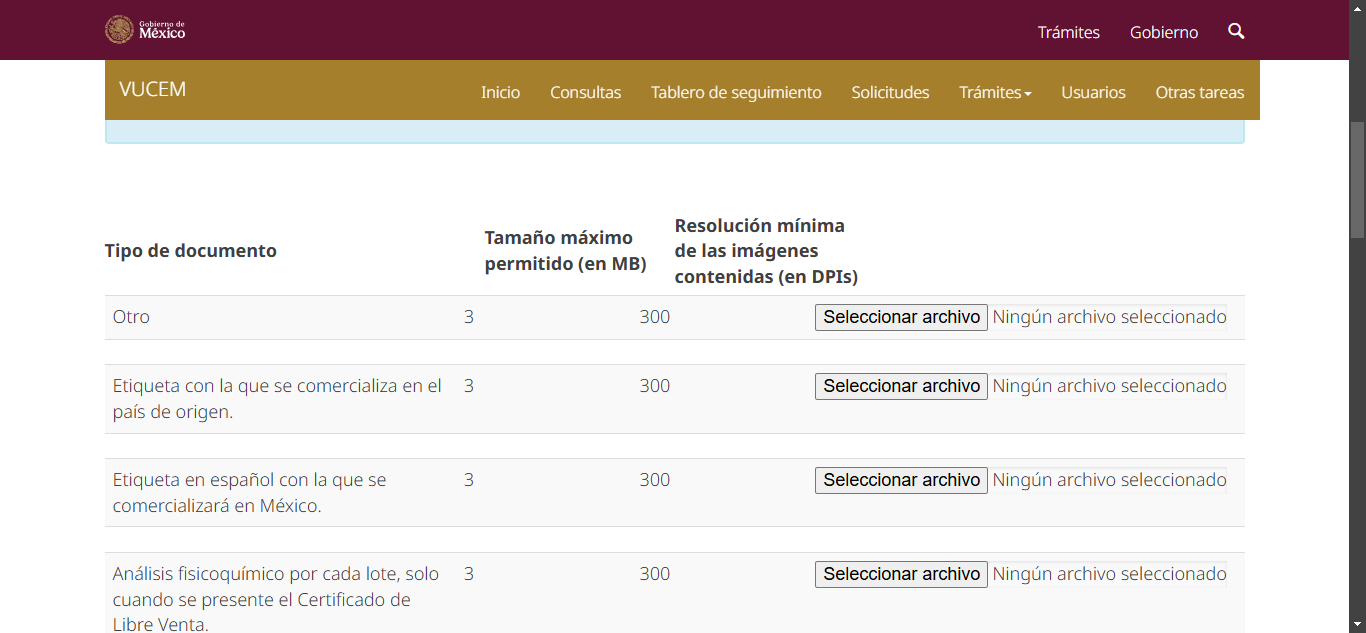 Gobierno de
México
Trámites
Gobierno
VUCEM
Inicio
Consultas
Tablero de seguimiento
Solicitudes
Trámites
Usuarios
Otras tareas
Tipo de documento
Tamaño máximo
permitido (en MB)
Resolución mínima
de las imágenes
contenidas (en DPIs)
Otro
3
300
Seleccionar archivo
Ningún archivo seleccionado
Etiqueta con la que se comercializa en el
país de origen.
3
300
Seleccionar archivo
Ningún archivo seleccionado
Etiqueta en español con la que se
comercializará en México.
3
300
Seleccionar archivo
Ningún archivo seleccionado
Análisis fisicoquímico por cada lote, solo
cuando se presente el Certificado de
Libre Venta.
3
300
Seleccionar archivo
Ningún archivo seleccionado